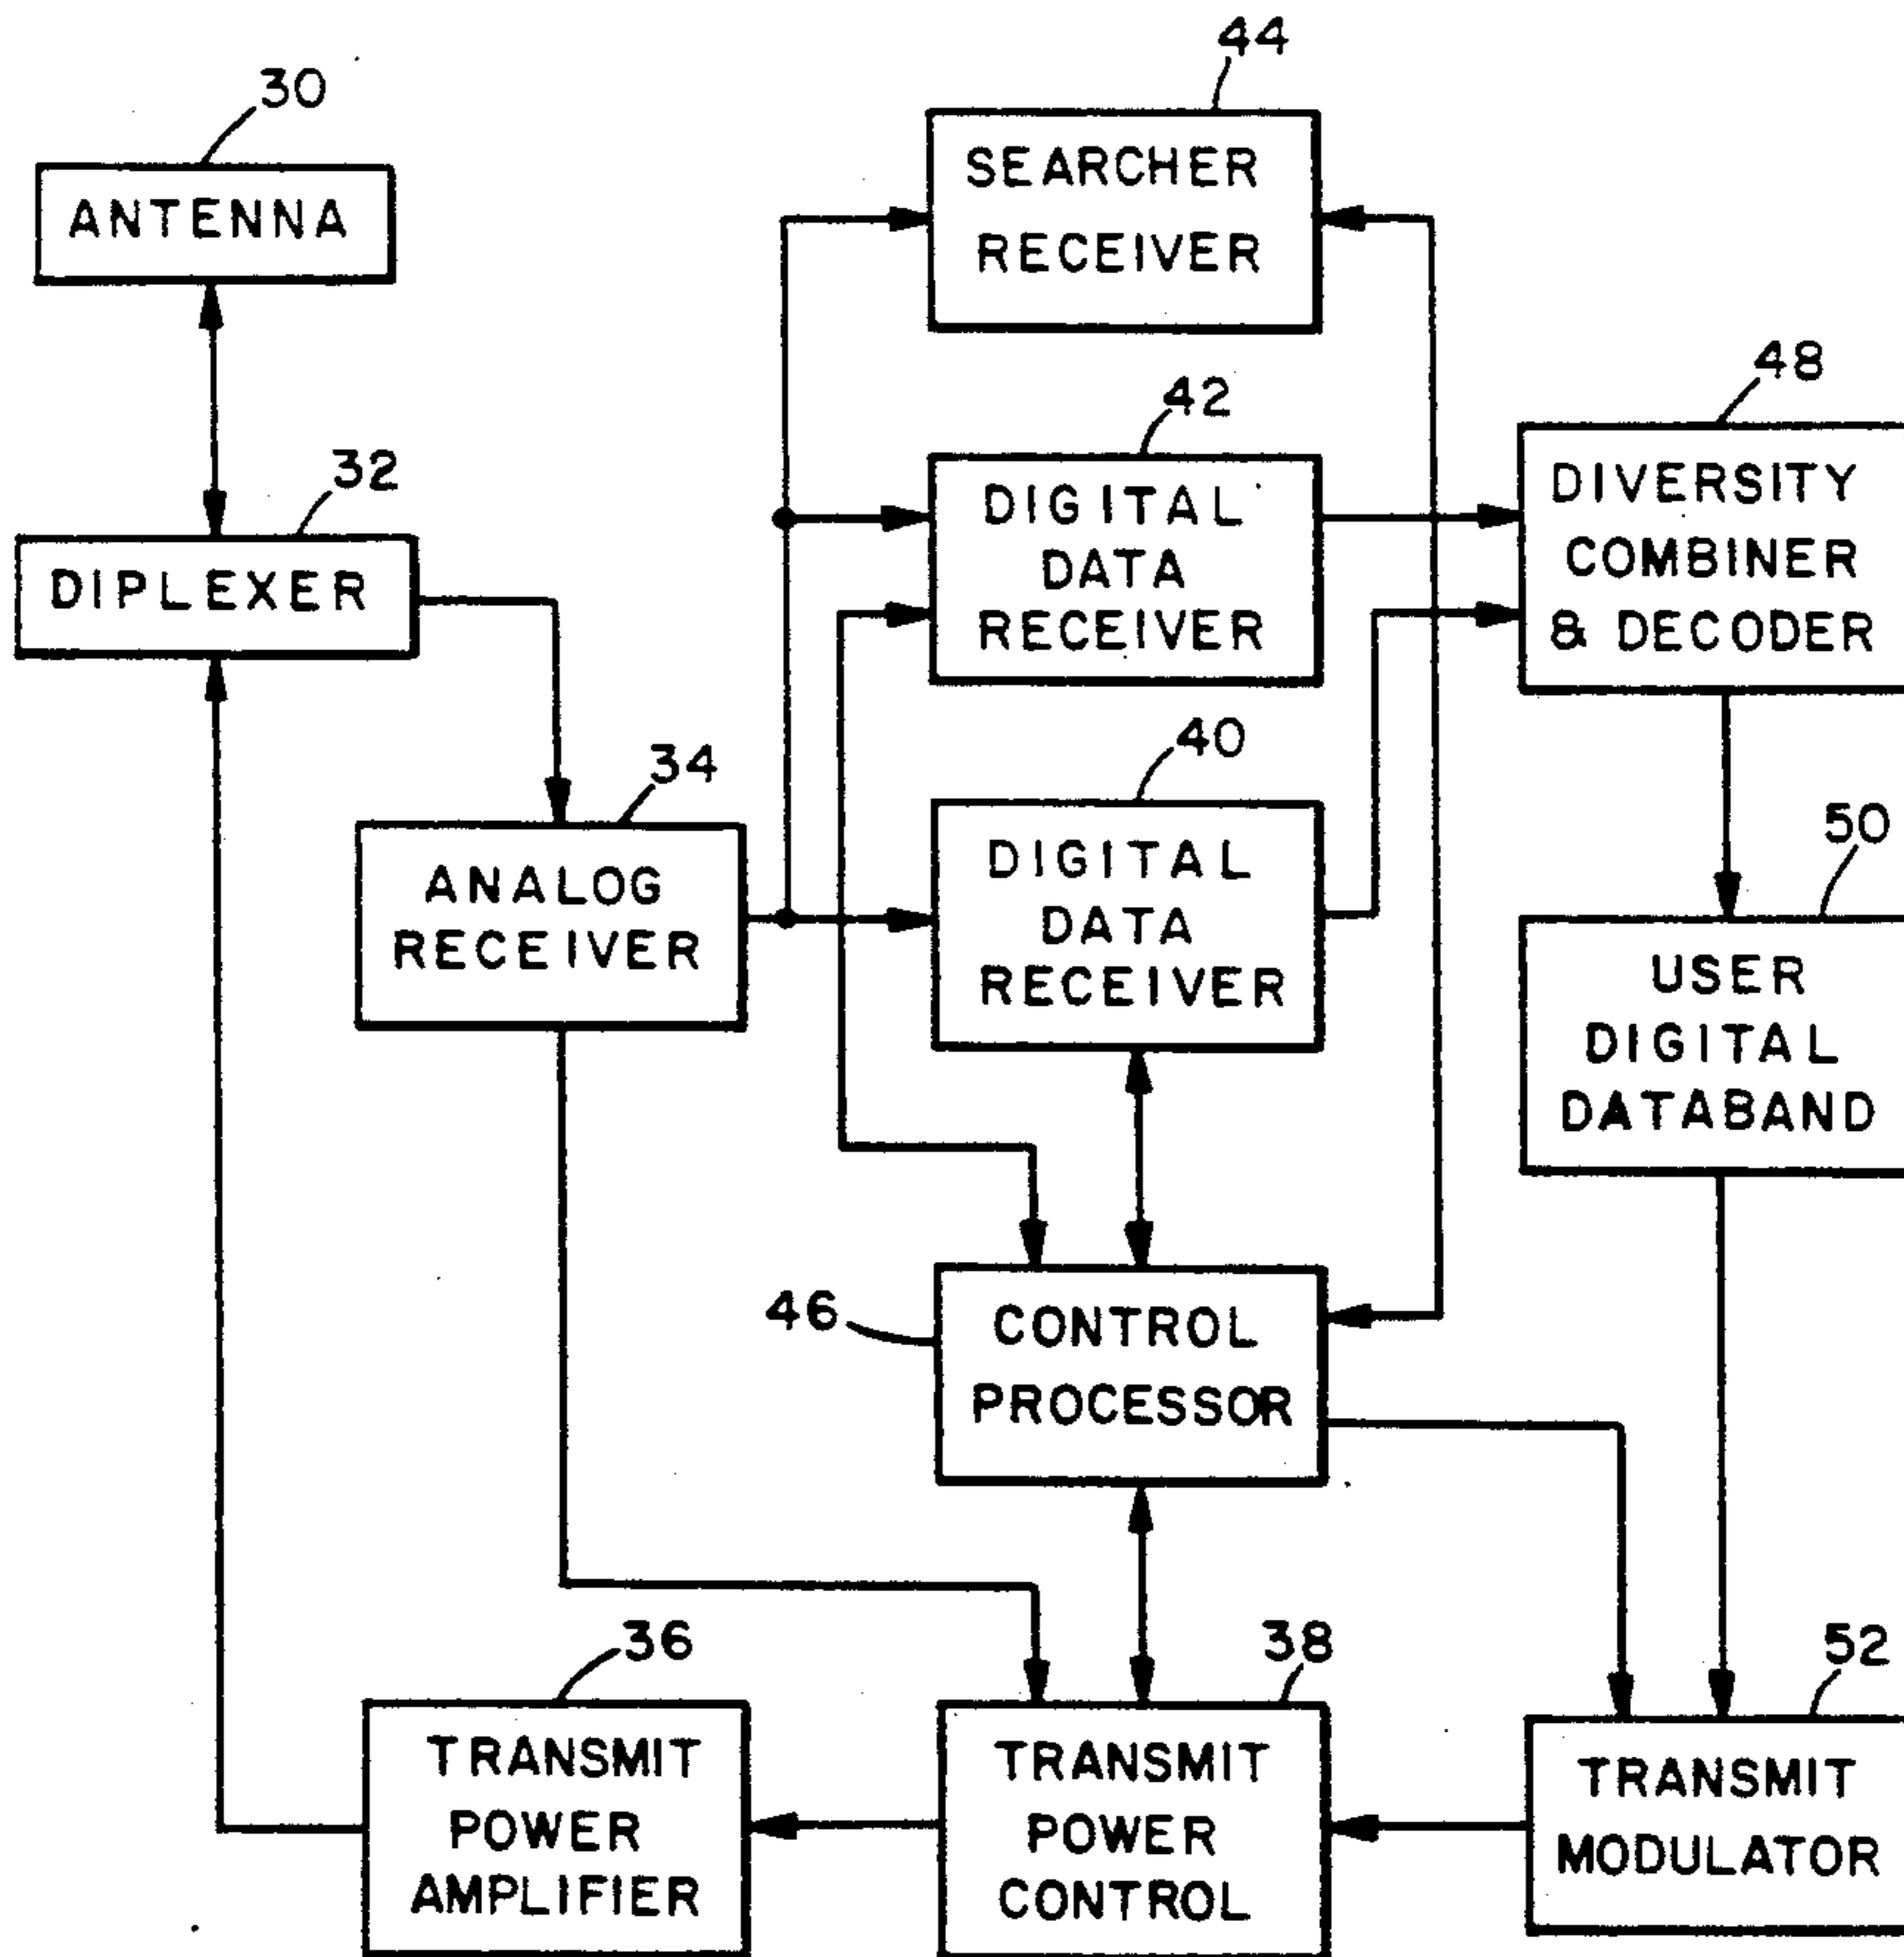 30
ANTENNA
32
DIPLEXER
34
ANALOG
RECEIVER
44
SEARCHER
RECEIVER
42
DIGITAL
DATA
RECEIVER
40
DIGITAL
DATA
RECEIVER
48
DIVERSITY
COMBINER
& DECODER
50
USER
DIGITAL
DATABAND
46
CONTROL
PROCESSOR
36
TRANSMIT
POWER
AMPLIFIER
38
TRANSMIT
POWER
CONTROL
52
TRANSMIT
MODULATOR